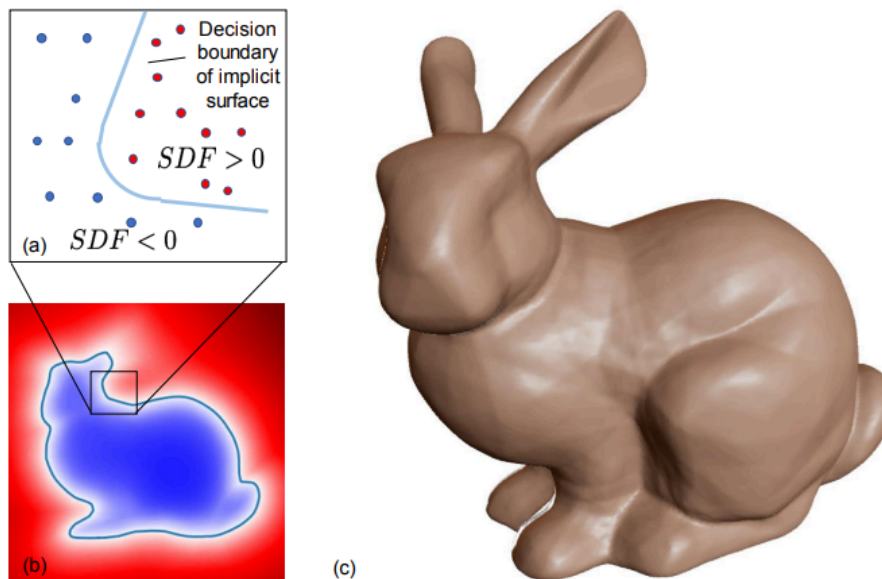 Decision
boundary
of implicit
surface
SDF > 0
(a)
SDF < 0
(b)
(c)